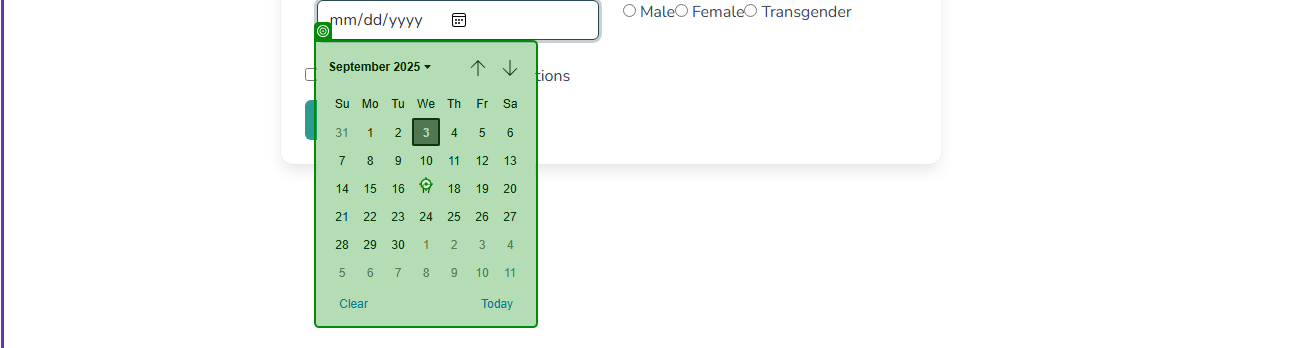 mm/dd/yyyy
Male Female Transgender
September 2025
tions
Su Mo Tu We Th Fr Sa
31 1 2 3 4 5 6
7 8 9 10 11 12 13
14 15 16 17 18 19 20
21 22 23 24 25 26 27
28 29 30 1 2 3 4
5 6 7 8 9 10 11
Clear Today